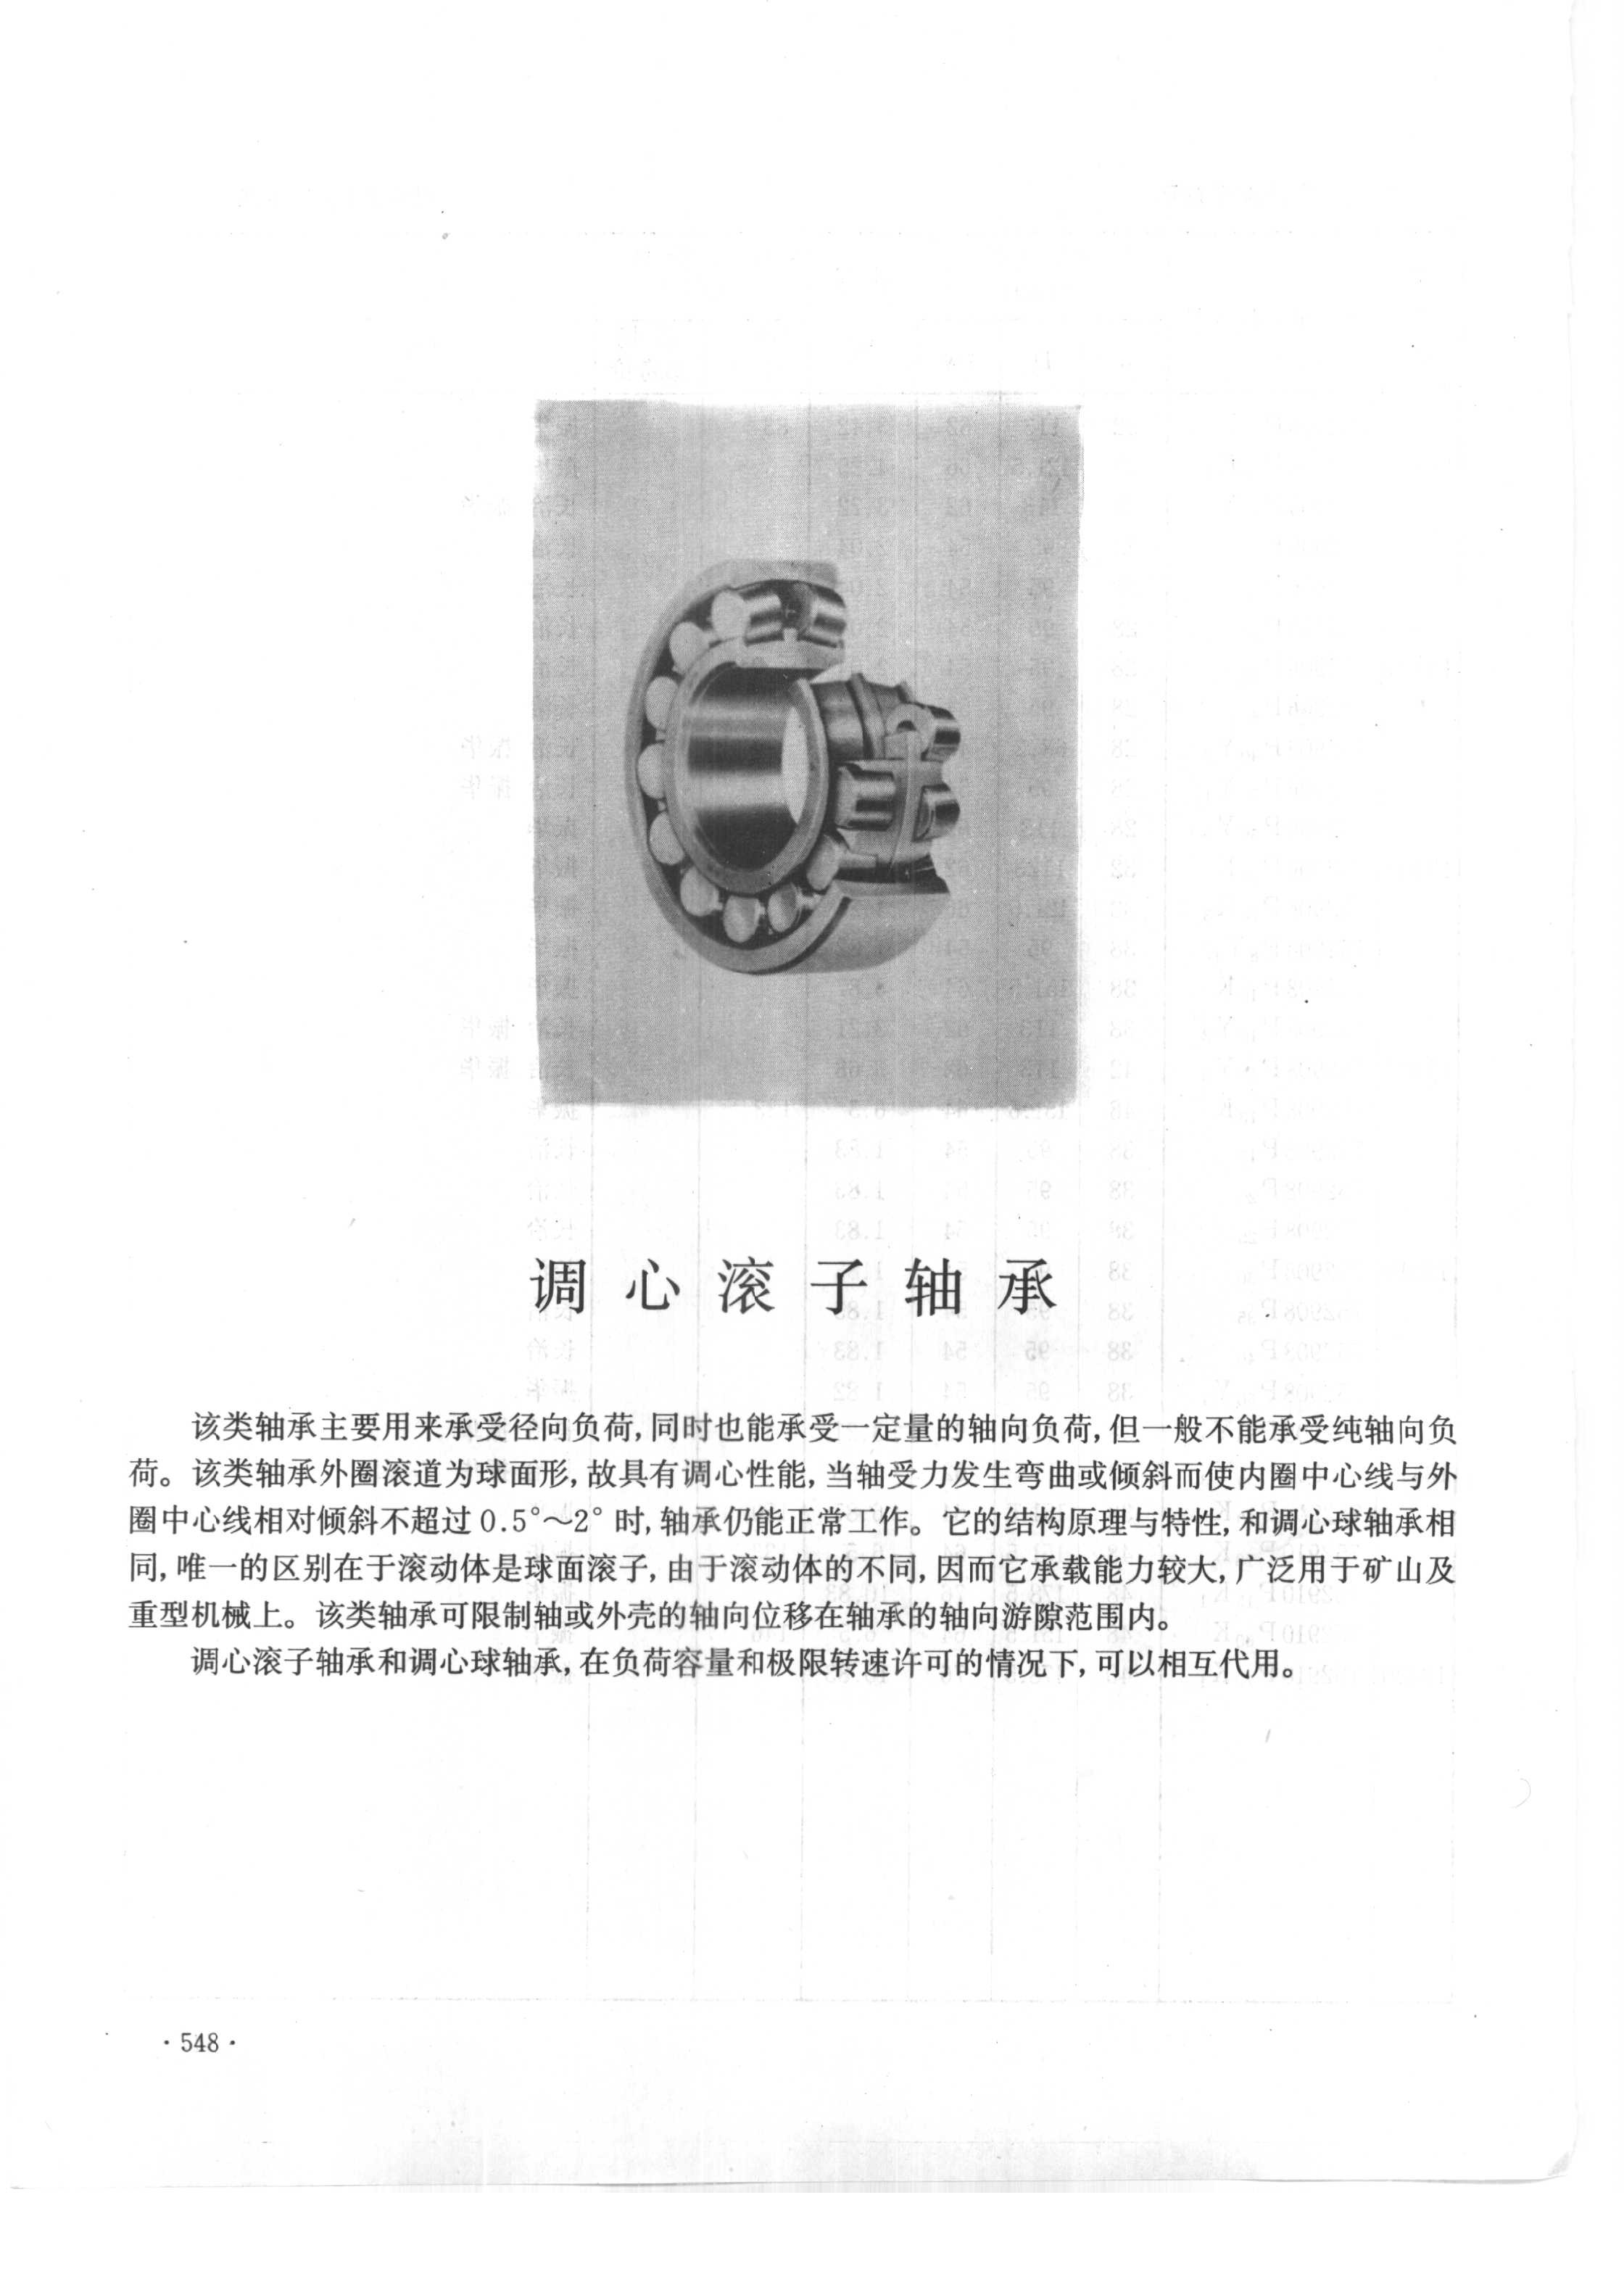 调心滚子轴承
该类轴承主要用来承受径向负荷,同时也能承受一定量的轴向负荷,但一般不能承受纯轴向负
荷。该类轴承外圈滚道为球面形,故具有调心性能,当轴受力发生弯曲或倾斜而使内圈中心线与外
圈中心线相对倾斜不超过0.5°～2°时,轴承仍能正常工作。它的结构原理与特性,和调心球轴承相
同,唯一的区别在于滚动体是球面滚子,由于滚动体的不同,因而它承载能力较大,广泛用于矿山及
重型机械上。该类轴承可限制轴或外壳的轴向位移在轴承的轴向游隙范围内。
调心滚子轴承和调心球轴承,在负荷容量和极限转速许可的情况下,可以相互代用。
·548·